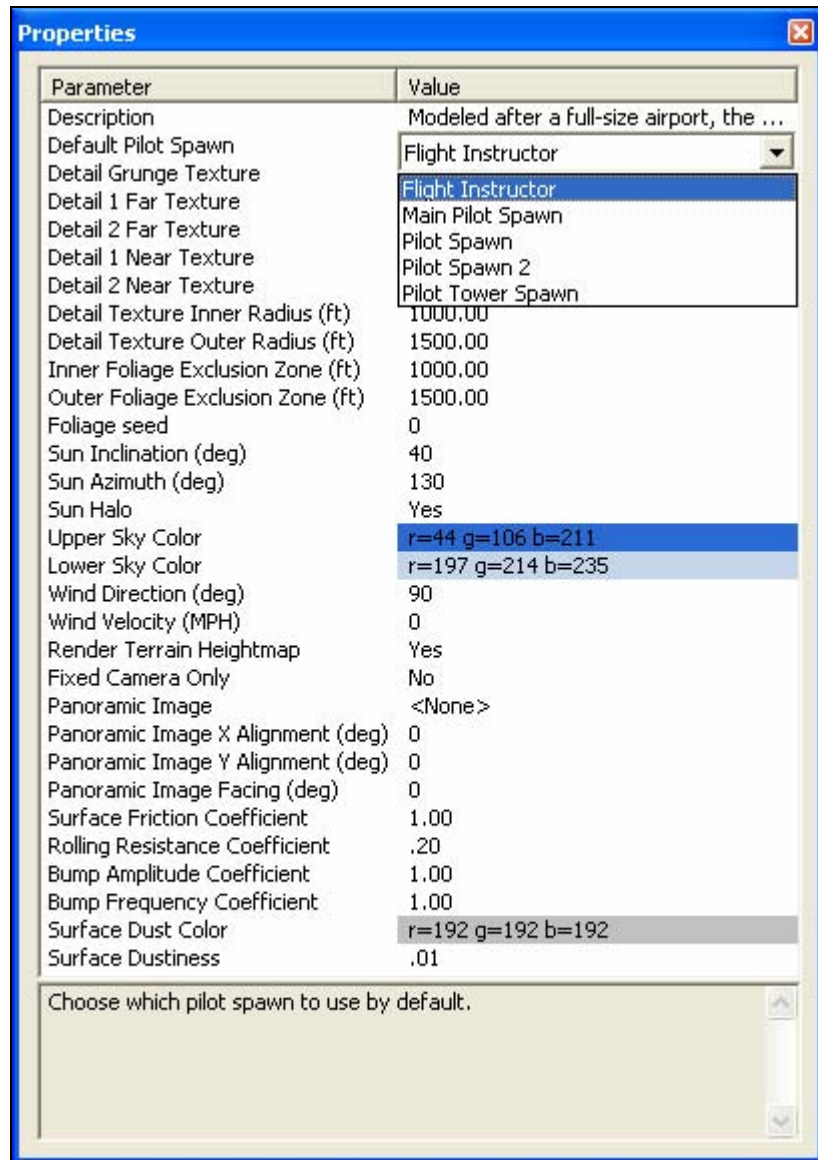 Properties
Parameter Value
Description Modeled after a full-size airport, the ...
Default Pilot Spawn Flight Instructor
Detail Grunge Texture
Flight Instructor
Detail 1 Far Texture
Main Pilot Spawn
Detail 2 Far Texture
Pilot Spawn
Detail 1 Near Texture
Pilot Spawn 2
Detail 2 Near Texture
Pilot Tower Spawn
Detail Texture Inner Radius (ft) 1000.00
Detail Texture Outer Radius (ft) 1500.00
Inner Foliage Exclusion Zone (ft) 1000.00
Outer Foliage Exclusion Zone (ft) 1500.00
Foliage seed 0
Sun Inclination (deg) 40
Sun Azimuth (deg) 130
Sun Halo Yes
Upper Sky Color r=44 g=106 b=211
Lower Sky Color r=197 g=214 b=235
Wind Direction (deg) 90
Wind Velocity (MPH) 0
Render Terrain Heightmap Yes
Fixed Camera Only No
Panoramic Image <None>
Panoramic Image X Alignment (deg) 0
Panoramic Image Y Alignment (deg) 0
Panoramic Image Facing (deg) 0
Surface Friction Coefficient 1.00
Rolling Resistance Coefficient .20
Bump Amplitude Coefficient 1.00
Bump Frequency Coefficient 1.00
Surface Dust Color r=192 g=192 b=192
Surface Dustiness .01
Choose which pilot spawn to use by default.